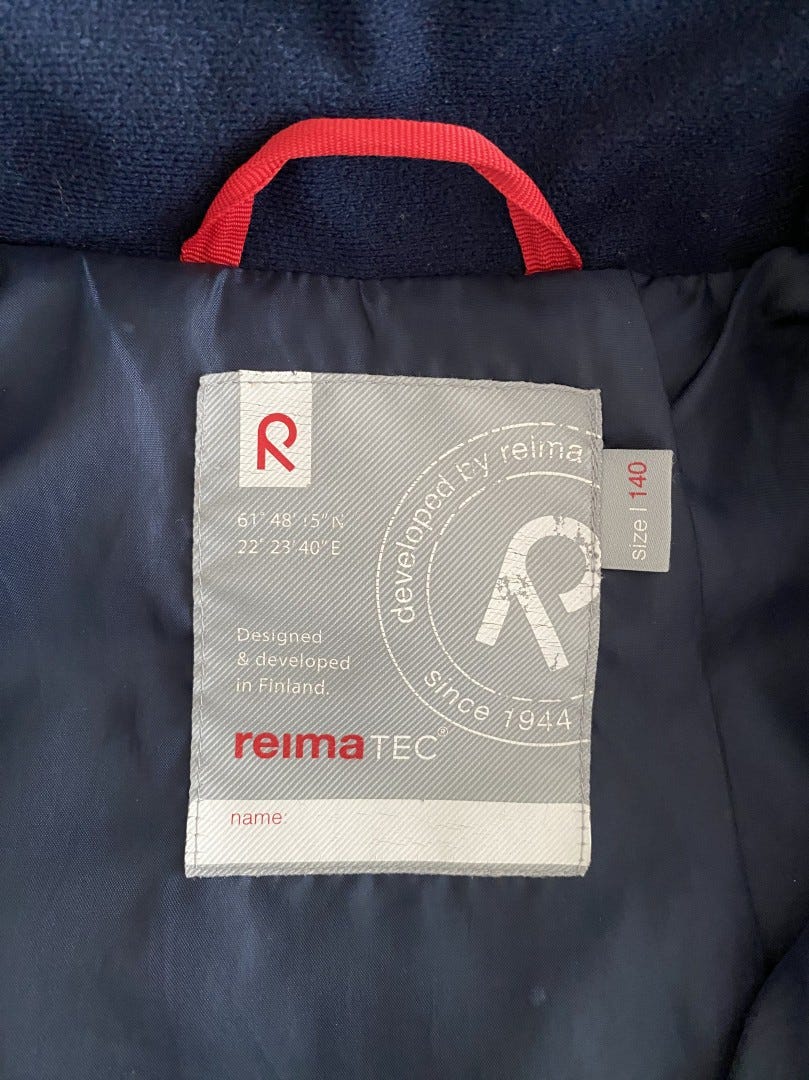 R
61° 48' 15" N
22° 23' 40" E
developed by reima
R
since 1944
size | 140
Designed
& developed
in Finland.
reimaTEC®
name: